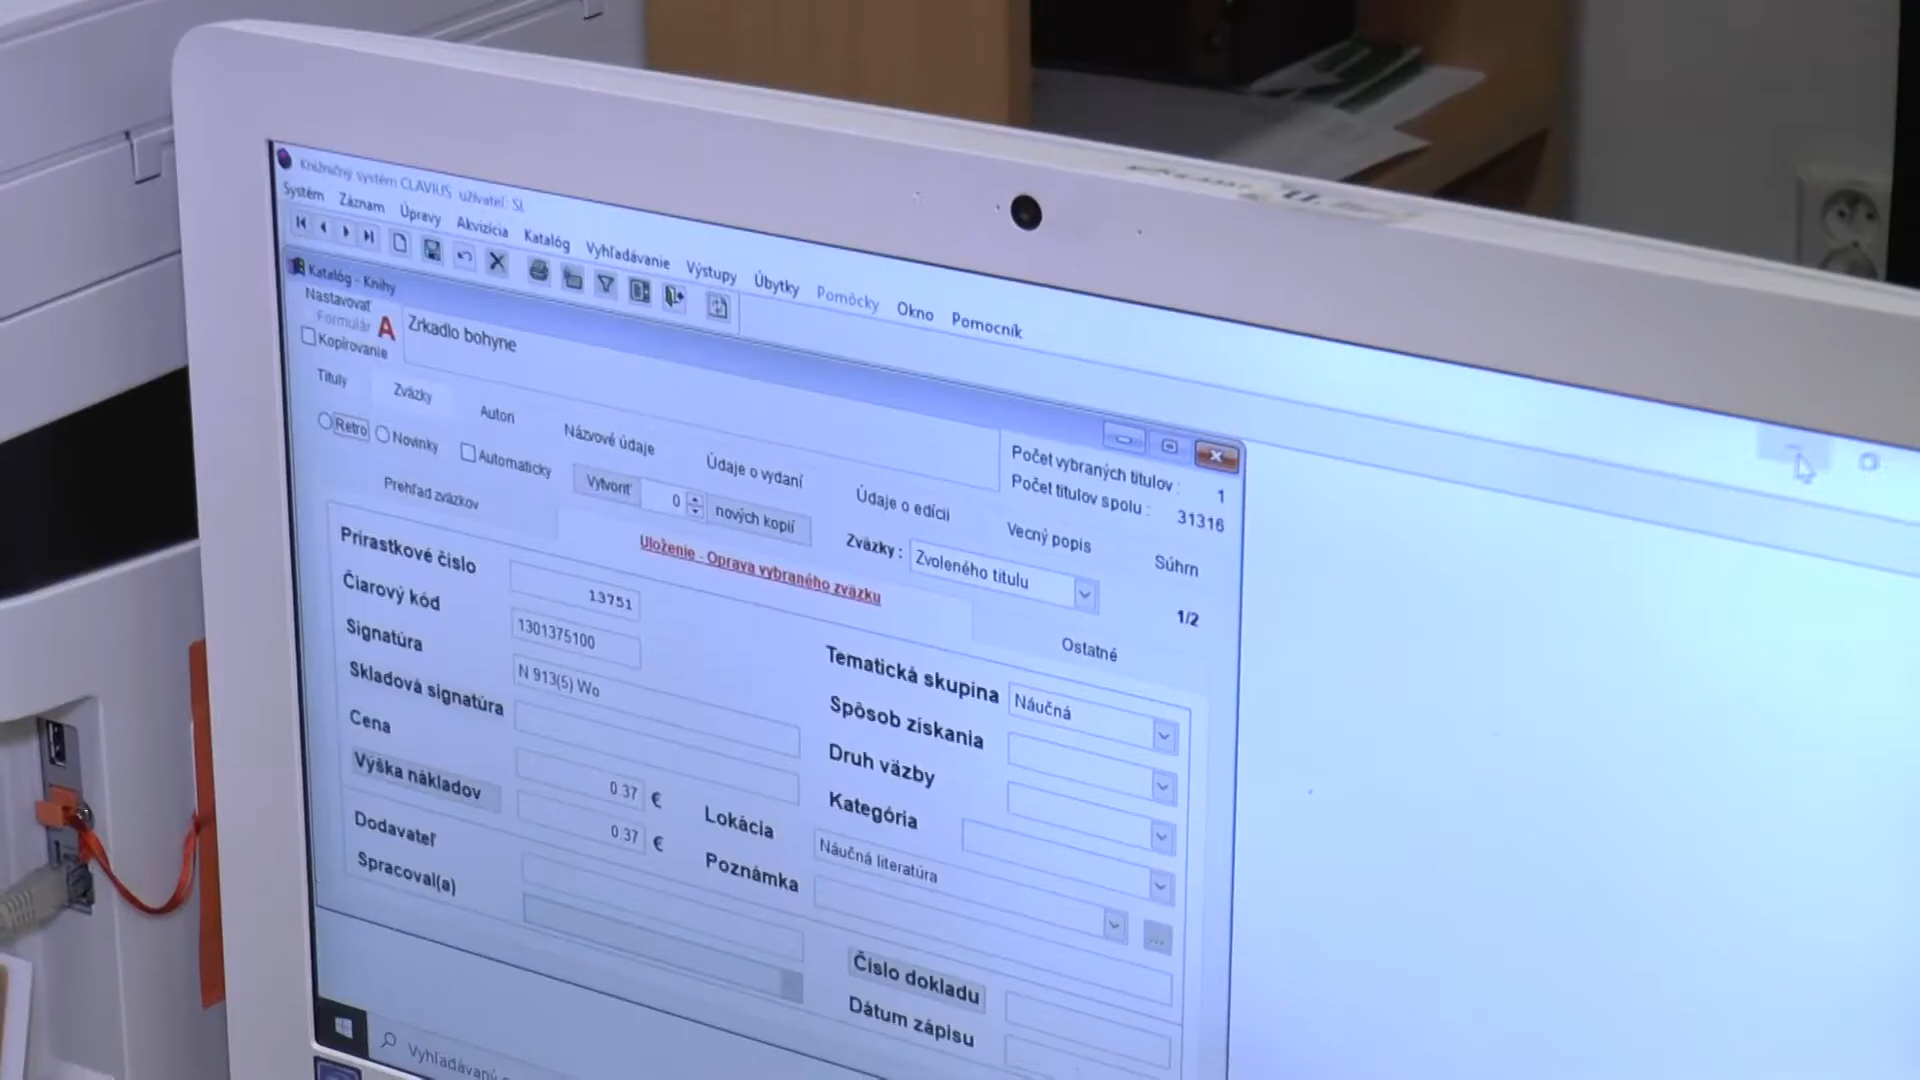 Knižničný systém CLAVIUS užívateľ: SL
Systém Záznam Úpravy Akvizícia Katalóg Vyhľadávanie Výstupy Úbytky Pomôcky Okno Pomocník
Katalóg - Knihy
Nastavovať
Formulár
A
Kopírovanie
Zrkadlo bohyne
Počet vybraných titulov : 1
Počet titulov spolu : 31316
Tituly Zväzky Autori Názvové údaje Údaje o vydaní Údaje o edícii Vecný popis Súhrn
Retro Novinky Automaticky Vytvoriť 0 nových kopií Zväzky : Zvoleného titulu 1/2
Prehľad zväzkov Uloženie - Oprava vybraného zväzku Ostatné
Prírastkové číslo 13751
Čiarový kód 1301375100
Signatúra N 913(5) Wo
Skladová signatúra
Cena 0.37 €
Výška nákladov 0.37 €
Dodavateľ
Spracoval(a)
Tematická skupina Náučná
Spôsob získania
Druh väzby
Kategória
Lokácia Náučná literatúra
Poznámka
...
Číslo dokladu
Dátum zápisu